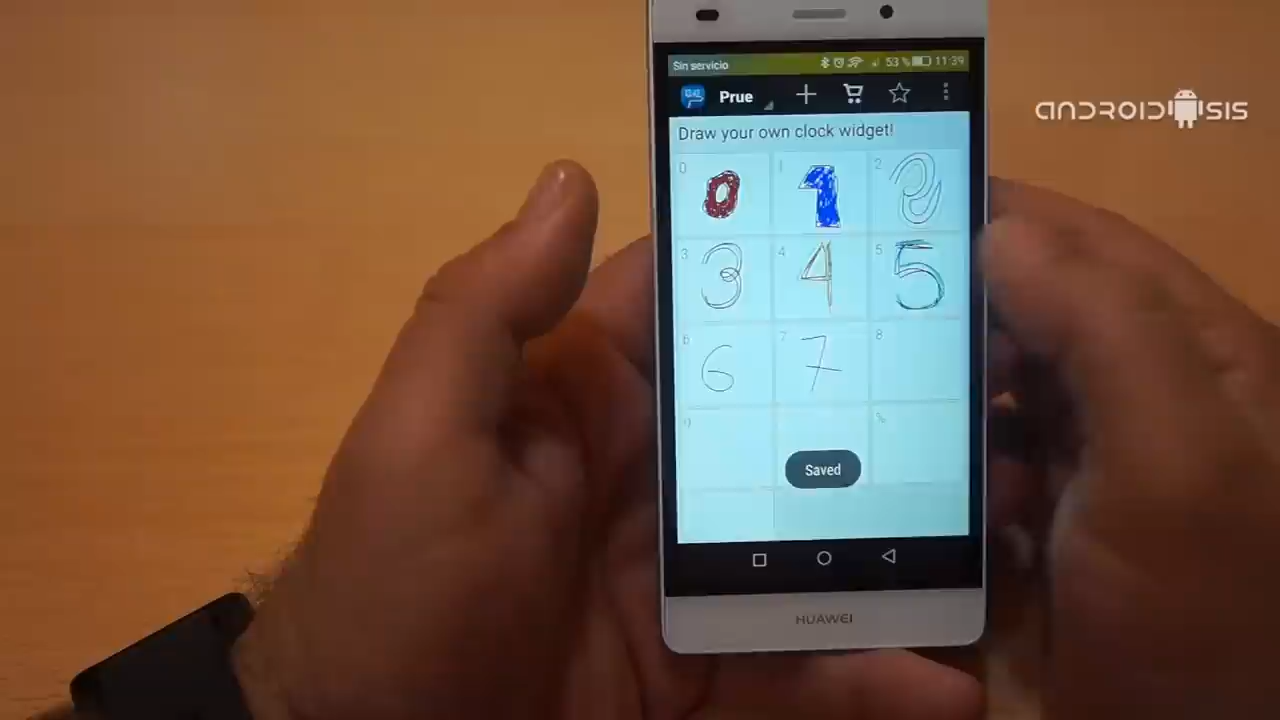 Sin servicio 53 % 11:39
Prue
Draw your own clock widget!
0 1 2
0 1 2
3 4 5
3 4 5
6 7 8
6 7
%
Saved
HUAWEI
ANDROIDSIS